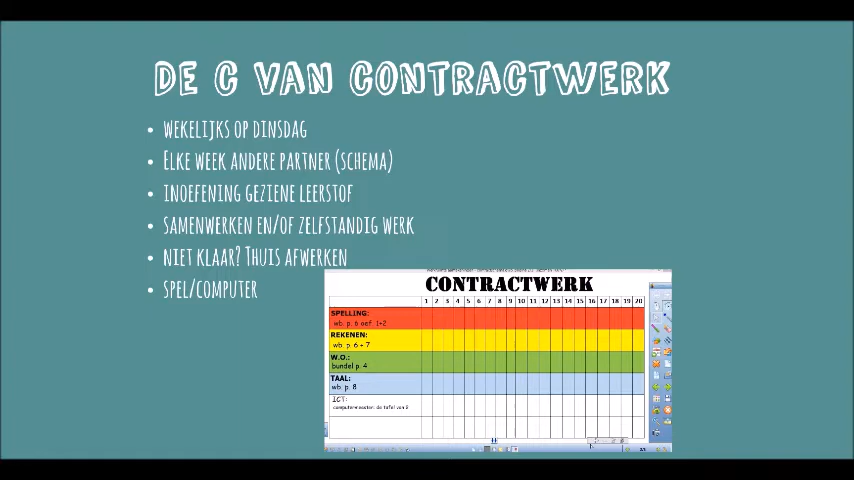 DE C VAN CONTRACTWERK
• WEKELIJKS OP DINSDAG
• ELKE WEEK ANDERE PARTNER (SCHEMA)
• INOEFENING GEZIENE LEERSTOF
• SAMENWERKEN EN/OF ZELFSTANDIG WERK
• NIET KLAAR? THUIS AFWERKEN
• SPEL/COMPUTER
CONTRACTWERK
1 2 3 4 5 6 7 8 9 10 11 12 13 14 15 16 17 18 19 20
SPELLING:
wb. p. 6 oef. 1+2
REKENEN:
wb. p. 6 + 7
W.O.:
bundel p. 4
TAAL:
wb. p. 8
ICT:
computermeester: de tafel van 2